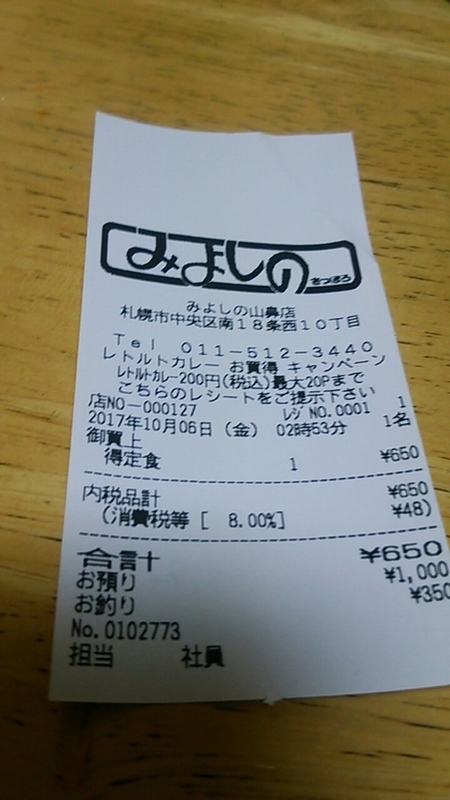 みよしの
さっぽろ
みよしの山鼻店
札幌市中央区南18条西10丁目
Tel 011-512-3440
レトルトカレー お買得 キャンペーン
レトルトカレー200円(税込)最大20Pまで
こちらのレシートをご提示下さい
店NO-000127 レジNO.0001 1
2017年10月06日(金) 02時53分 1名
御買上
得定食 1 ¥650
内税品計 ¥650
(消費税等[ 8.00%] ¥48)
合計 ¥650
お預り ¥1,000
お釣り ¥350
No.0102773
担当 社員